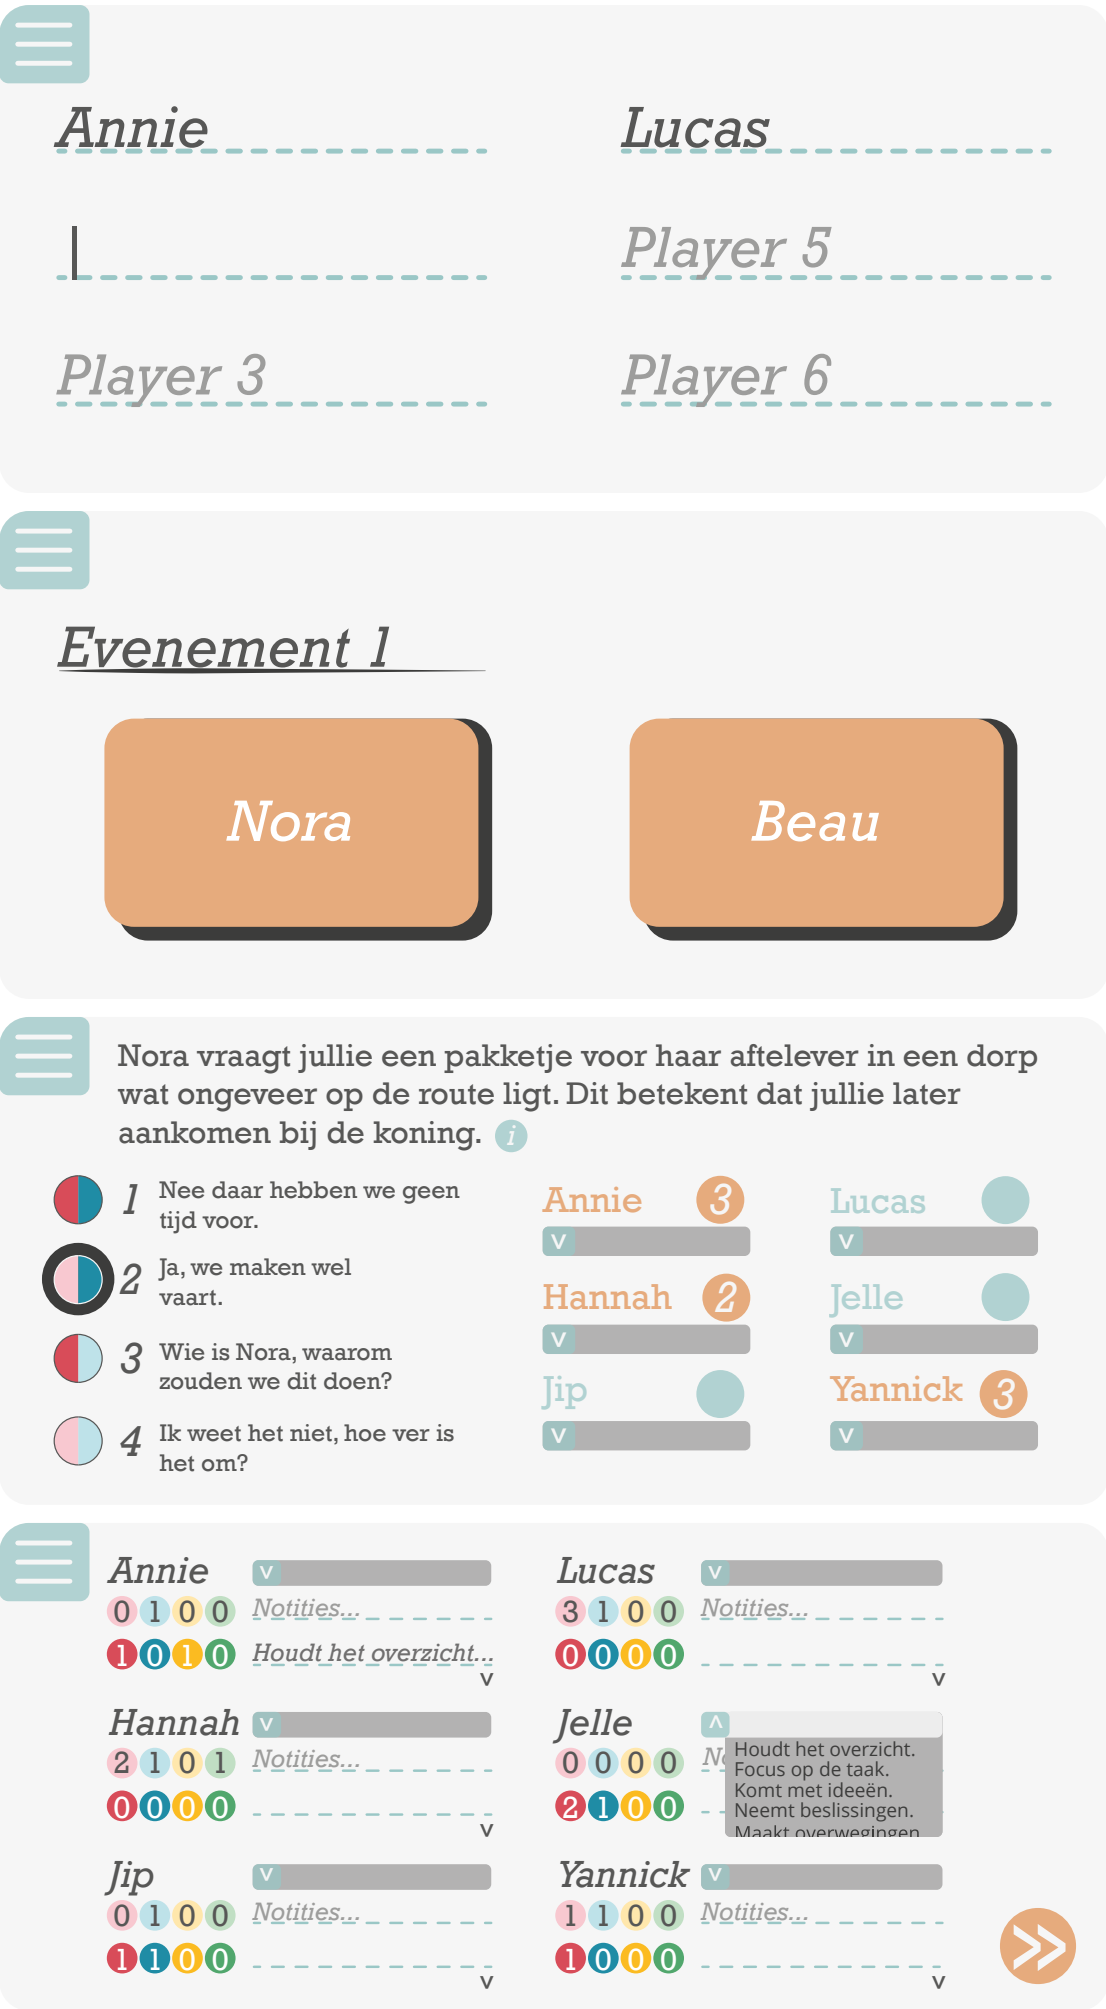 Annie
Lucas
Player 5
Player 3
Player 6
Evenement 1
Nora
Beau
Nora vraagt jullie een pakketje voor haar aftelever in een dorp
wat ongeveer op de route ligt. Dit betekent dat jullie later
aankomen bij de koning. i
1 Nee daar hebben we geen
tijd voor.
2 Ja, we maken wel
vaart.
3 Wie is Nora, waarom
zouden we dit doen?
4 Ik weet het niet, hoe ver is
het om?
Annie 3
Lucas
Hannah 2
Jelle
Jip
Yannick 3
Annie
0 1 0 0 Notities...
1 0 1 0 Houdt het overzicht...
Lucas
3 1 0 0 Notities...
0 0 0 0
Hannah
2 1 0 1 Notities...
0 0 0 0
Jelle
0 0 0 0 No
2 1 0 0
Houdt het overzicht.
Focus op de taak.
Komt met ideeën.
Neemt beslissingen.
Maakt overwegingen
Jip
0 1 0 0 Notities...
1 1 0 0
Yannick
1 1 0 0 Notities...
1 0 0 0